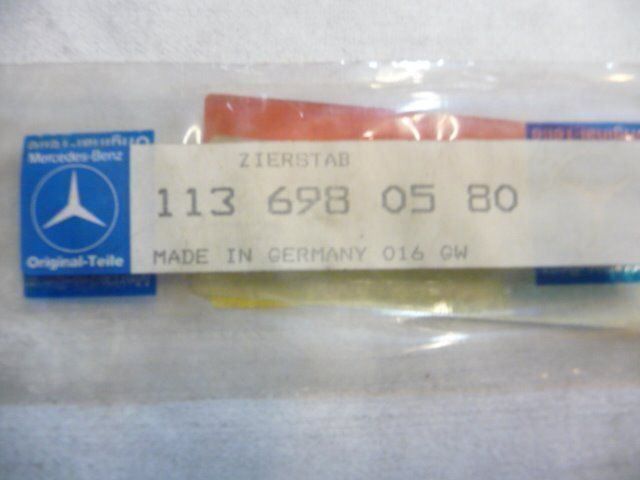 Mercedes-Benz
Original-Teile
ZIERSTAB
113 698 05 80
MADE IN GERMANY 016 GW